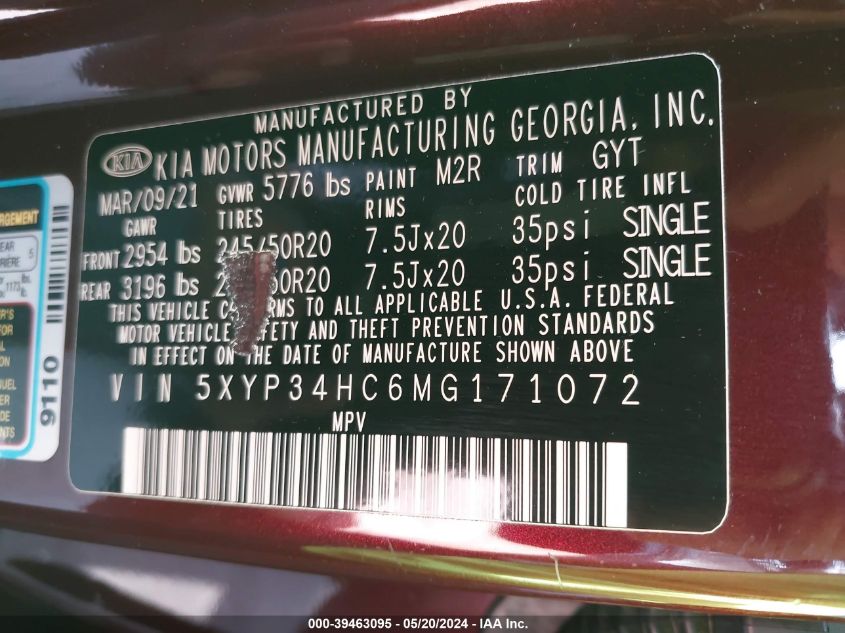 MANUFACTURED BY
KIA KIA MOTORS MANUFACTURING GEORGIA, INC.
MAR/09/21 GVWR 5776 lbs PAINT M2R TRIM GYT
GAWR TIRES RIMS COLD TIRE INFL
FRONT 2954 lbs 245/50R20 7.5Jx20 35psi SINGLE
REAR 3196 lbs 50R20 7.5Jx20 35psi SINGLE
THIS VEHICLE TO ALL APPLICABLE U.S.A. FEDERAL
MOTOR VEHICLE AND THEFT PREVENTION STANDARDS
IN EFFECT ON THE DATE OF MANUFACTURE SHOWN ABOVE
VIN 5XYP34HC6MG171072
MPV
5
9110
000-39463095 - 05/20/2024 - IAA Inc.